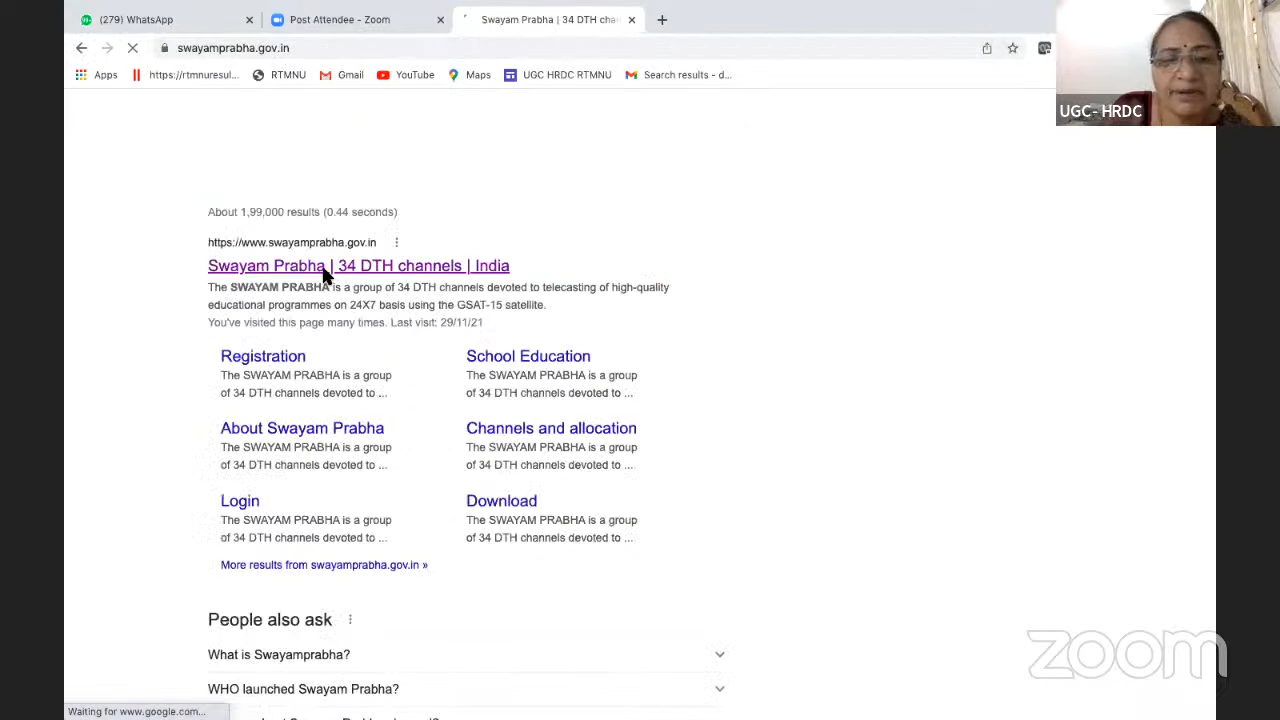 (279) WhatsApp
Post Attendee - Zoom
Swayam Prabha | 34 DTH chan
swayamprabha.gov.in
Apps
https://rtmnuresul...
RTMNU
Gmail
YouTube
Maps
UGC HRDC RTMNU
Search results - d...
UGC- HRDC
About 1,99,000 results (0.44 seconds)
https://www.swayamprabha.gov.in
Swayam Prabha | 34 DTH channels | India
The SWAYAM PRABHA is a group of 34 DTH channels devoted to telecasting of high-quality
educational programmes on 24X7 basis using the GSAT-15 satellite.
You've visited this page many times. Last visit: 29/11/21
Registration
The SWAYAM PRABHA is a group
of 34 DTH channels devoted to ...
School Education
The SWAYAM PRABHA is a group
of 34 DTH channels devoted to ...
About Swayam Prabha
The SWAYAM PRABHA is a group
of 34 DTH channels devoted to ...
Channels and allocation
The SWAYAM PRABHA is a group
of 34 DTH channels devoted to ...
Login
The SWAYAM PRABHA is a group
of 34 DTH channels devoted to ...
Download
The SWAYAM PRABHA is a group
of 34 DTH channels devoted to ...
More results from swayamprabha.gov.in »
People also ask
What is Swayamprabha?
WHO launched Swayam Prabha?
Waiting for www.google.com...
zoom